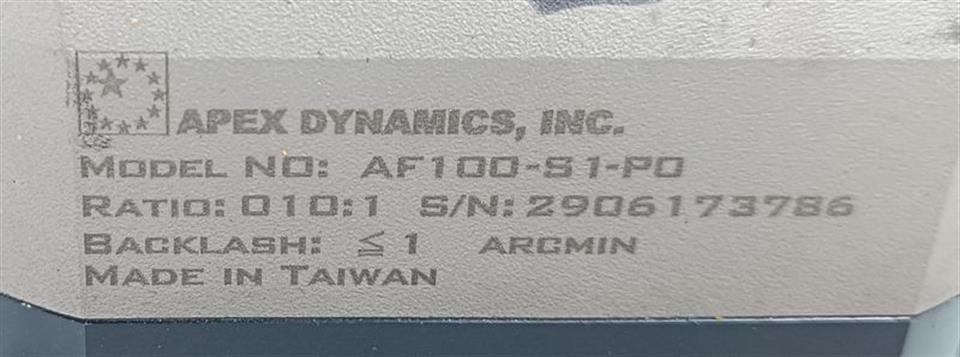 APEX DYNAMICS, INC.
MODEL NO: AF100-S1-P0
RATIO: 010:1 S/N: 2906173786
BACKLASH: ≦ 1 ARCMIN
MADE IN TAIWAN